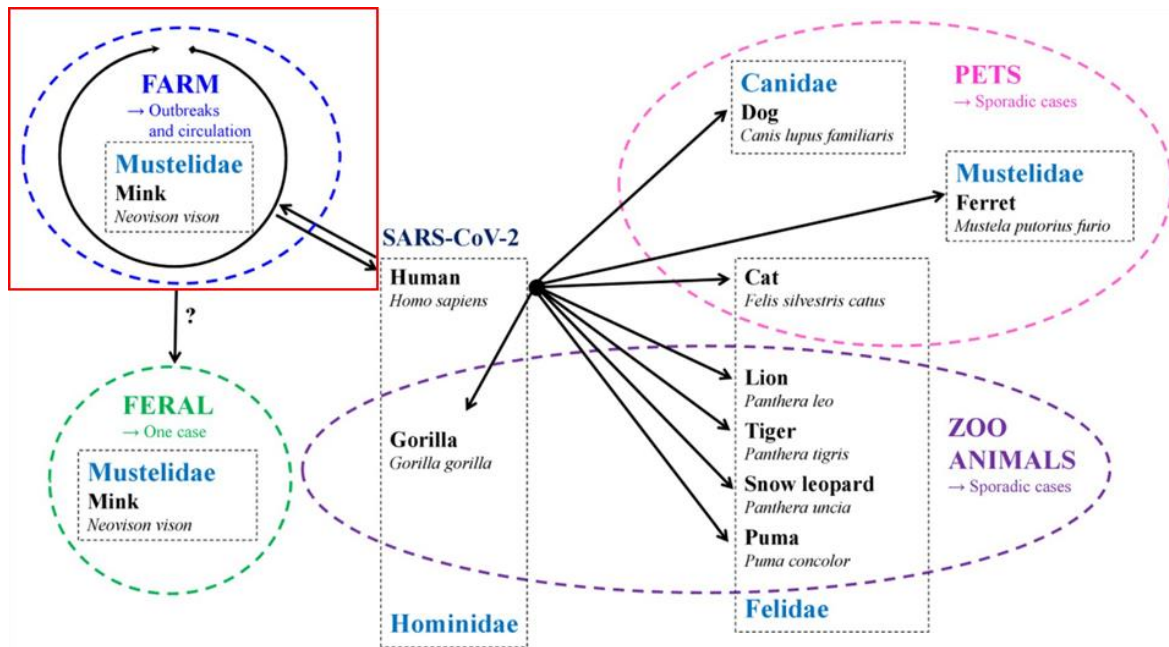 FARM
→ Outbreaks
and circulation
Mustelidae
Mink
Neovison vison
?
FERAL
→ One case
Mustelidae
Mink
Neovison vison
SARS-CoV-2
Human
Homo sapiens
Gorilla
Gorilla gorilla
Hominidae
Canidae
Dog
Canis lupus familiaris
PETS
→ Sporadic cases
Mustelidae
Ferret
Mustela putorius furio
Cat
Felis silvestris catus
Lion
Panthera leo
Tiger
Panthera tigris
Snow leopard
Panthera uncia
Puma
Puma concolor
Felidae
ZOO
ANIMALS
→ Sporadic cases